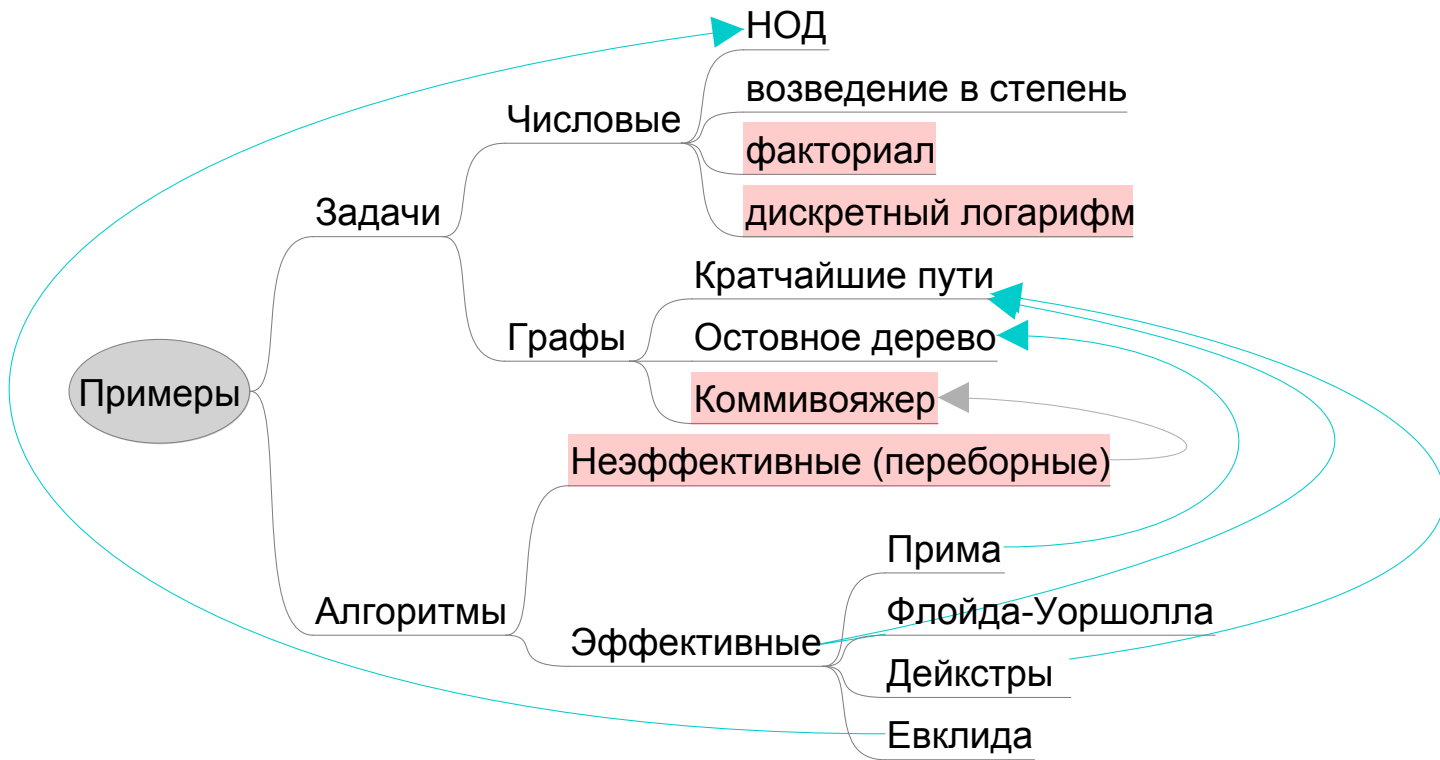 НОД
возведение в степень
Числовые
факториал
дискретный логарифм
Задачи
Кратчайшие пути
Графы
Остовное дерево
Примеры
Коммивояжер
Неэффективные (переборные)
Прима
Алгоритмы
Флойда-Уоршолла
Эффективные
Дейкстры
Евклида